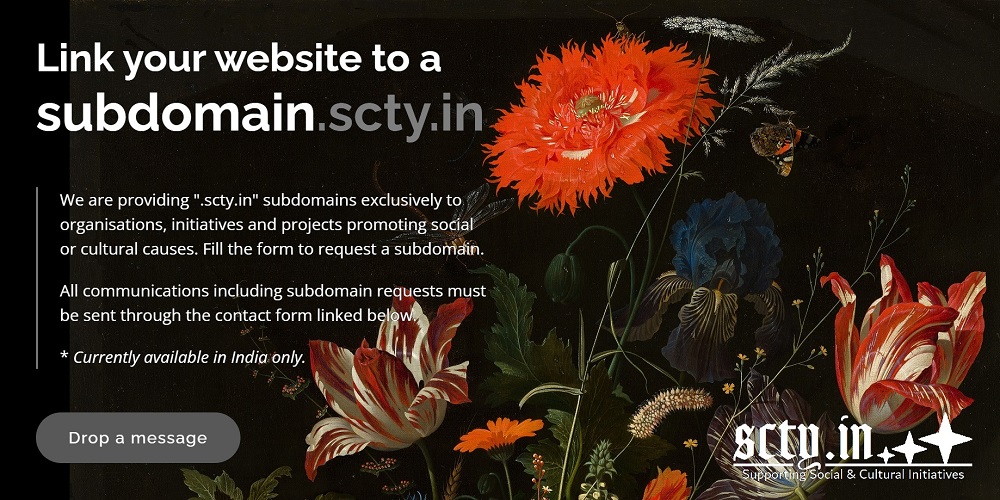 Link your website to a
subdomain.scty.in
We are providing ".scty.in" subdomains exclusively to
organisations, initiatives and projects promoting social
or cultural causes. Fill the form to request a subdomain.
All communications including subdomain requests must
be sent through the contact form linked below.
* Currently available in India only.
Drop a message
scty.in
Supporting Social & Cultural Initiatives